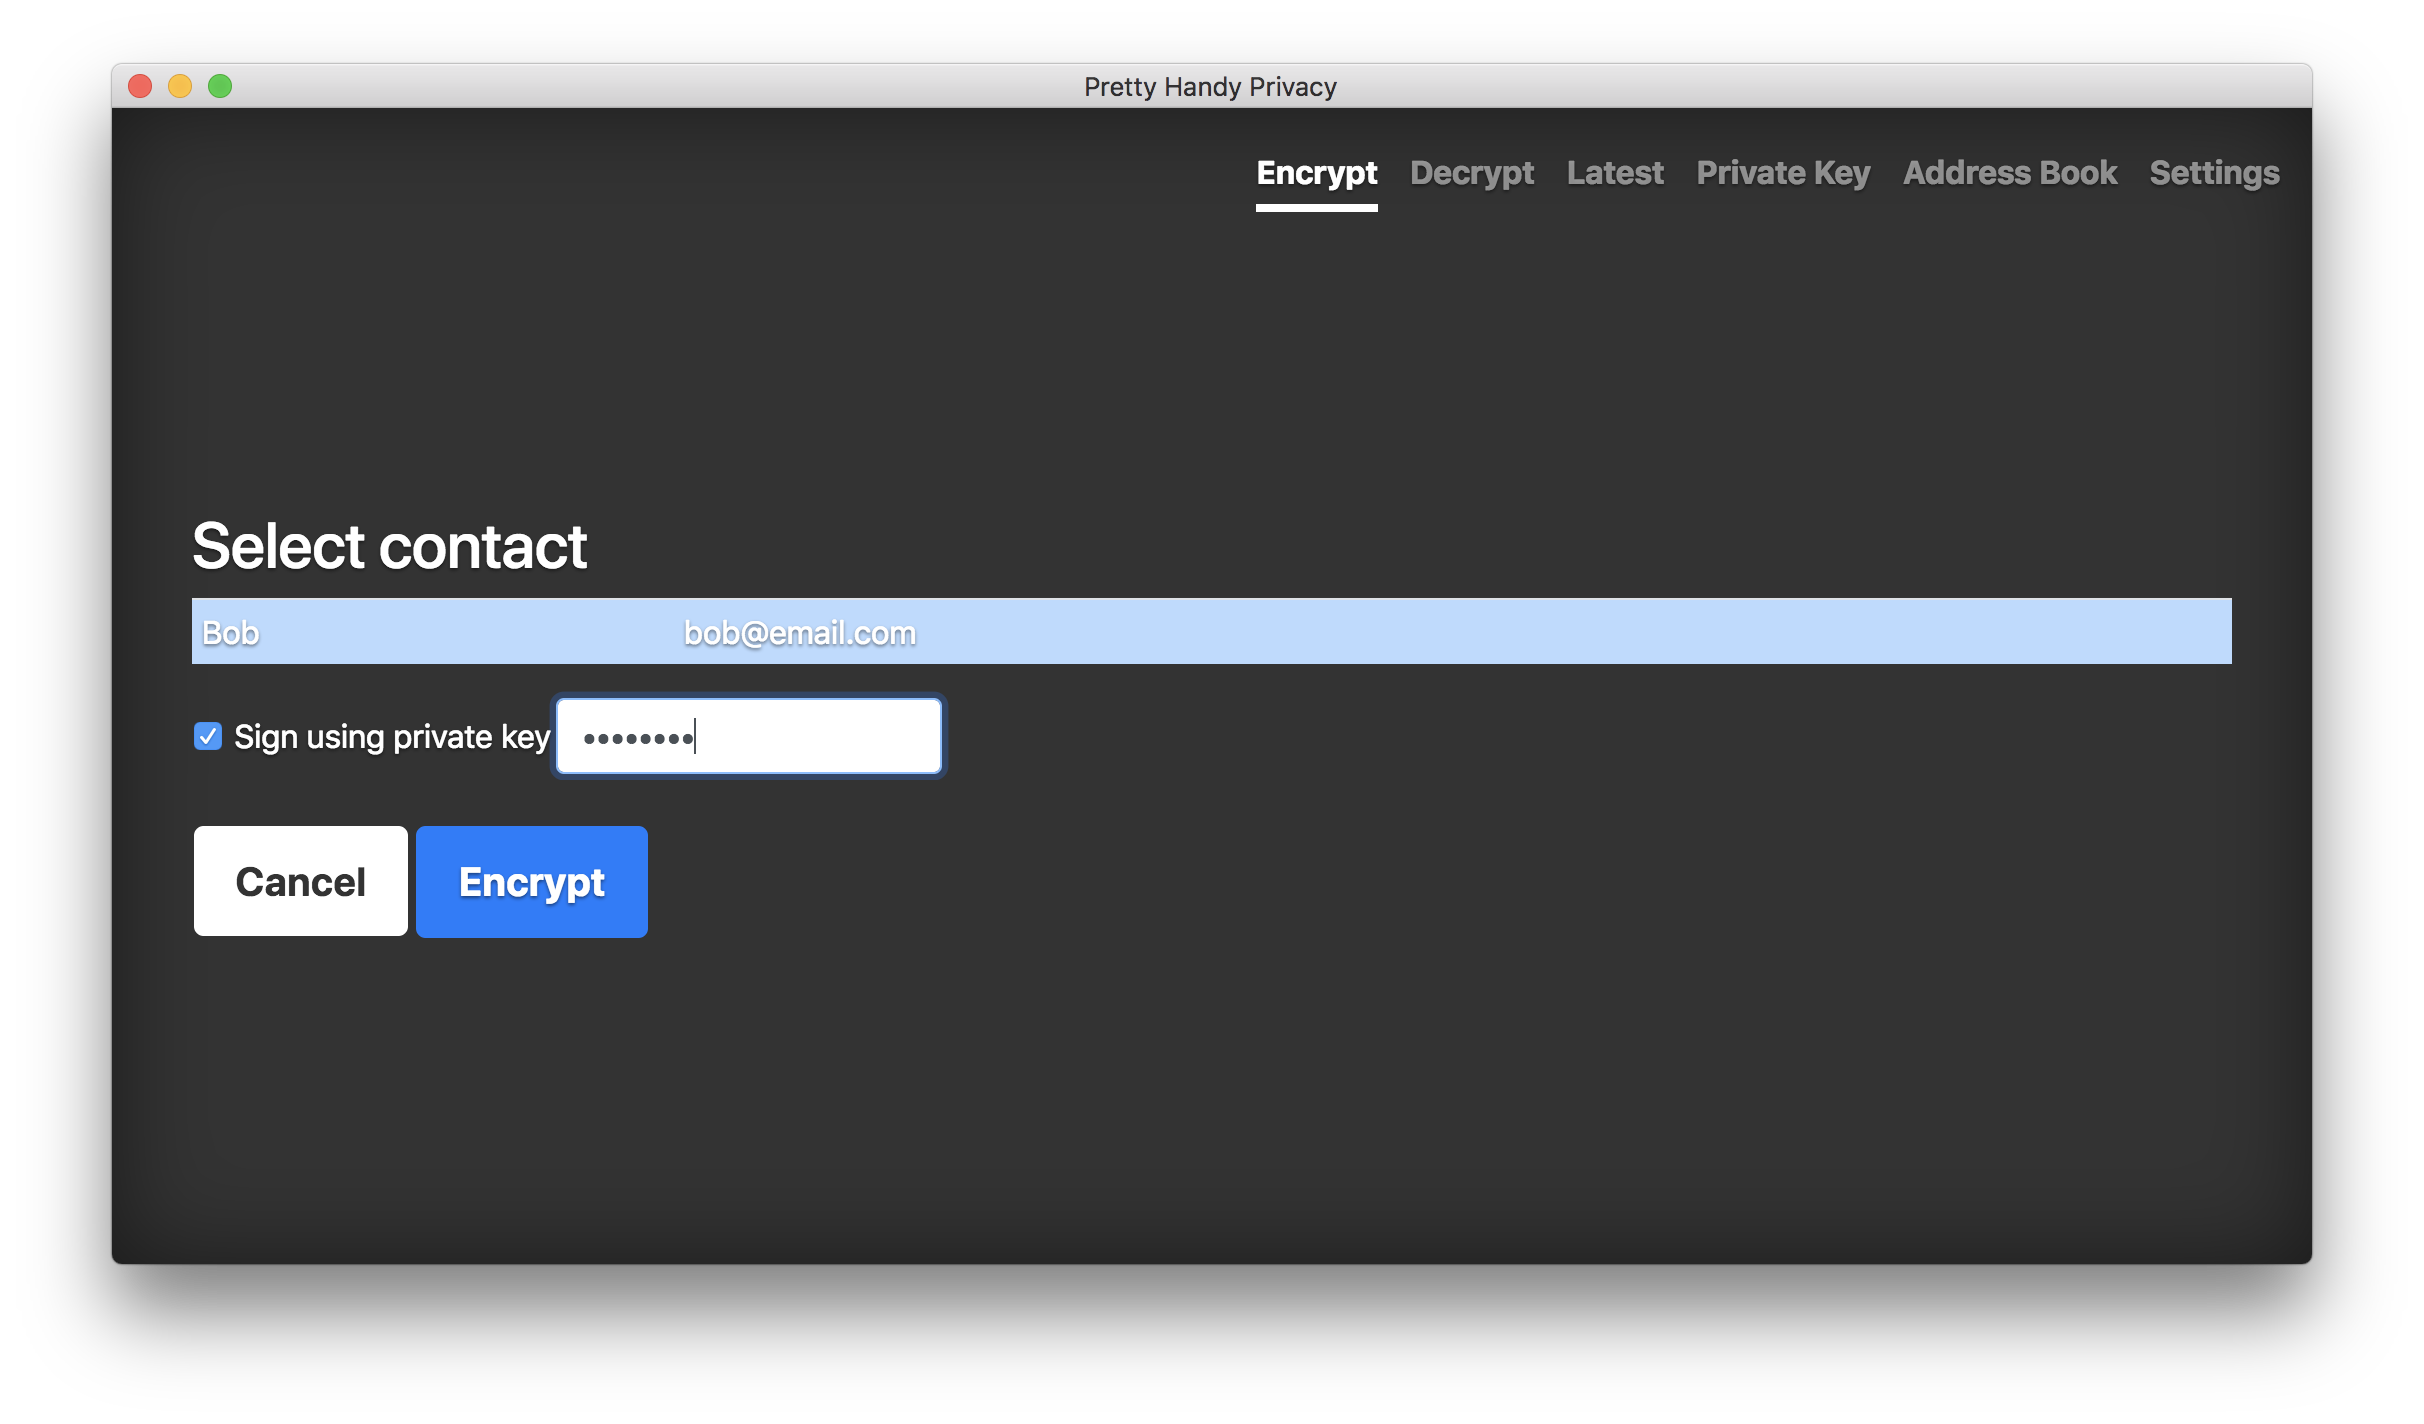 Pretty Handy Privacy
Encrypt Decrypt Latest Private Key Address Book Settings
Select contact
Bob bob@email.com
Sign using private key ••••••••
Cancel Encrypt